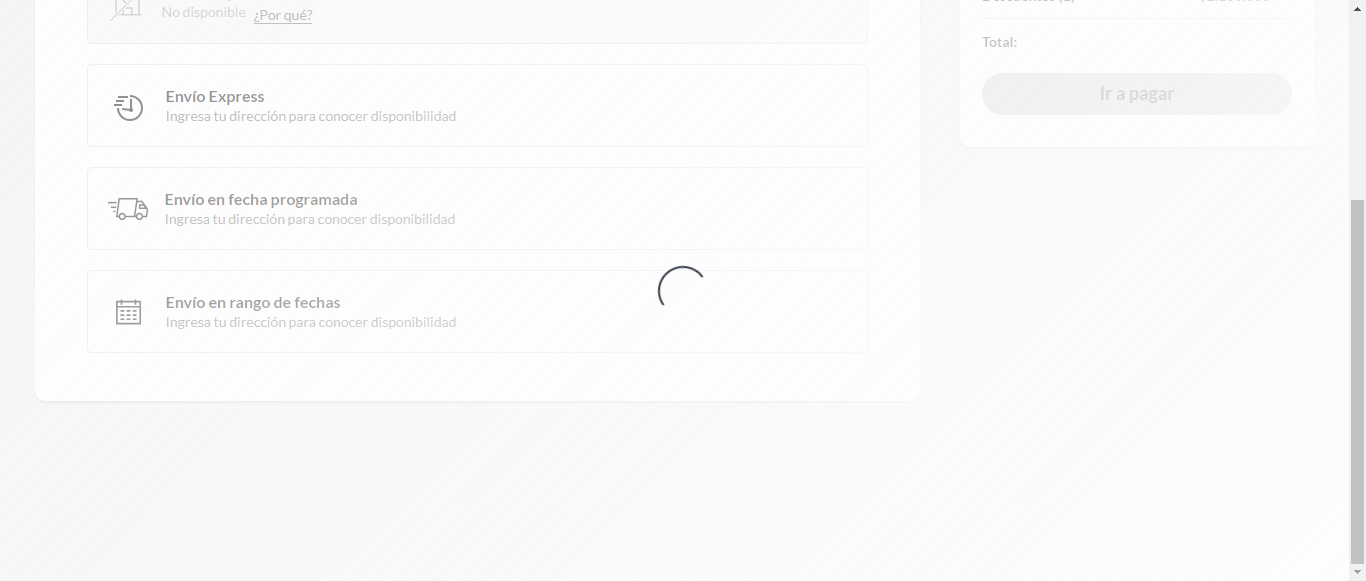 No disponible ¿Por qué?
Envío Express
Ingresa tu dirección para conocer disponibilidad
Envío en fecha programada
Ingresa tu dirección para conocer disponibilidad
Envío en rango de fechas
Ingresa tu dirección para conocer disponibilidad
Total:
Ir a pagar